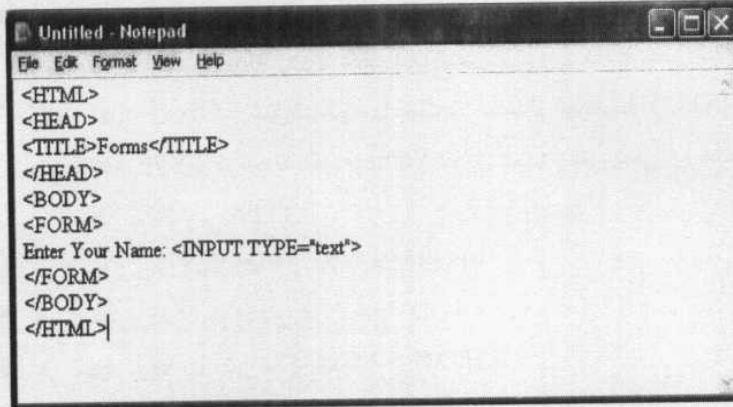 Untitled - Notepad
File Edit Format View Help
<HTML>
<HEAD>
<TITLE>Forms</TITLE>
</HEAD>
<BODY>
<FORM>
Enter Your Name: <INPUT TYPE="text">
</FORM>
</BODY>
</HTML>